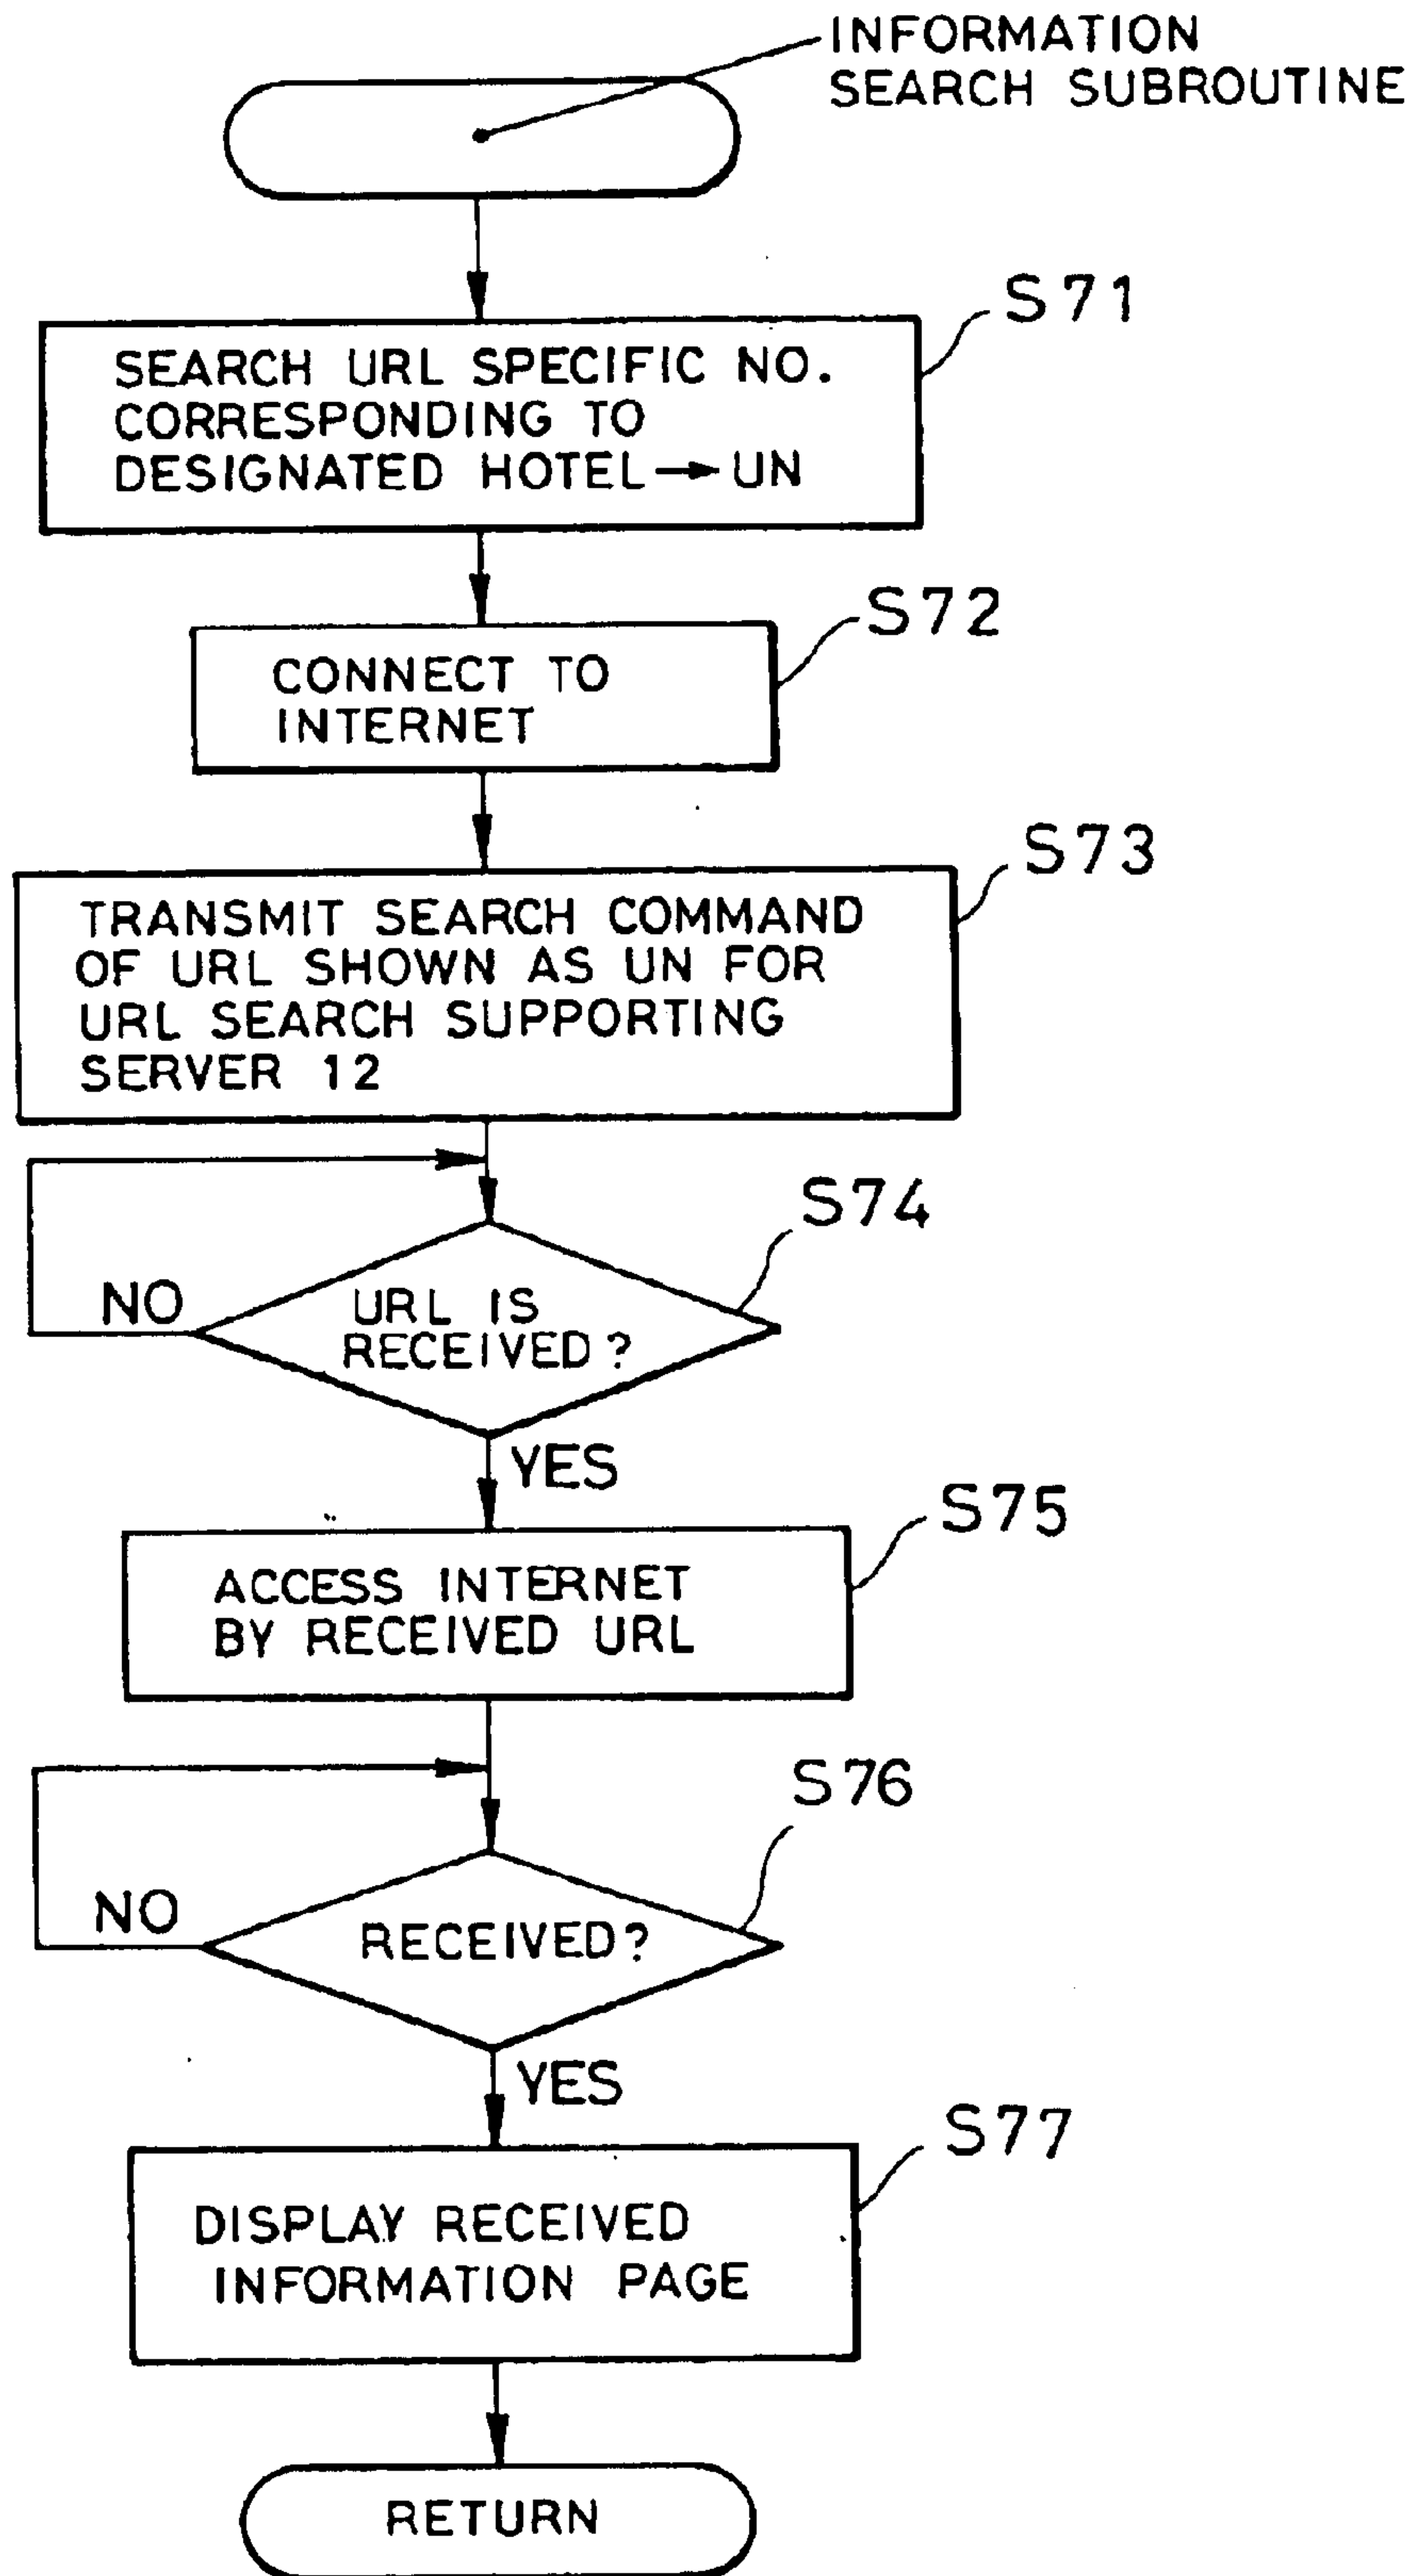 INFORMATION
SEARCH SUBROUTINE
S71
SEARCH URL SPECIFIC NO.
CORRESPONDING TO
DESIGNATED HOTEL → UN
S72
CONNECT TO
INTERNET
S73
TRANSMIT SEARCH COMMAND
OF URL SHOWN AS UN FOR
URL SEARCH SUPPORTING
SERVER 12
S74
NO
URL IS
RECEIVED?
YES
S75
ACCESS INTERNET
BY RECEIVED URL
S76
NO
RECEIVED?
YES
S77
DISPLAY RECEIVED
INFORMATION PAGE
RETURN